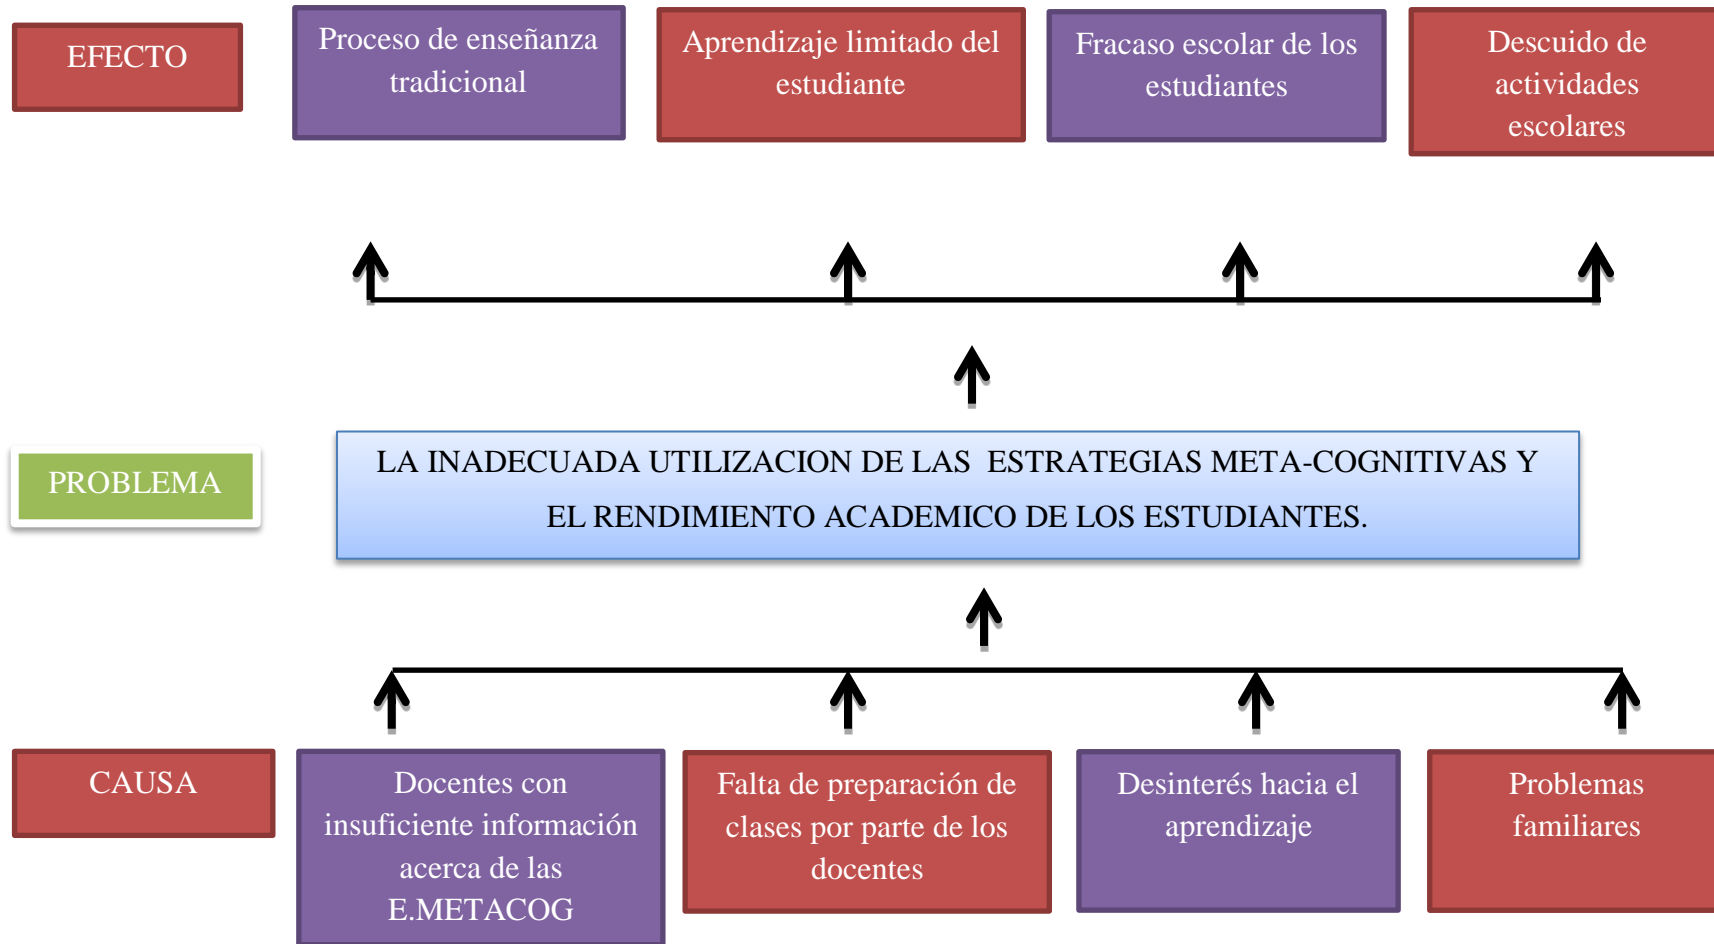 EFECTO
Proceso de enseñanza
tradicional
Aprendizaje limitado del
estudiante
Fracaso escolar de los
estudiantes
Descuido de
actividades
escolares
PROBLEMA
LA INADECUADA UTILIZACION DE LAS ESTRATEGIAS META-COGNITIVAS Y
EL RENDIMIENTO ACADEMICO DE LOS ESTUDIANTES.
CAUSA
Docentes con
insuficiente información
acerca de las
E.METACOG
Falta de preparación de
clases por parte de los
docentes
Desinterés hacia el
aprendizaje
Problemas
familiares